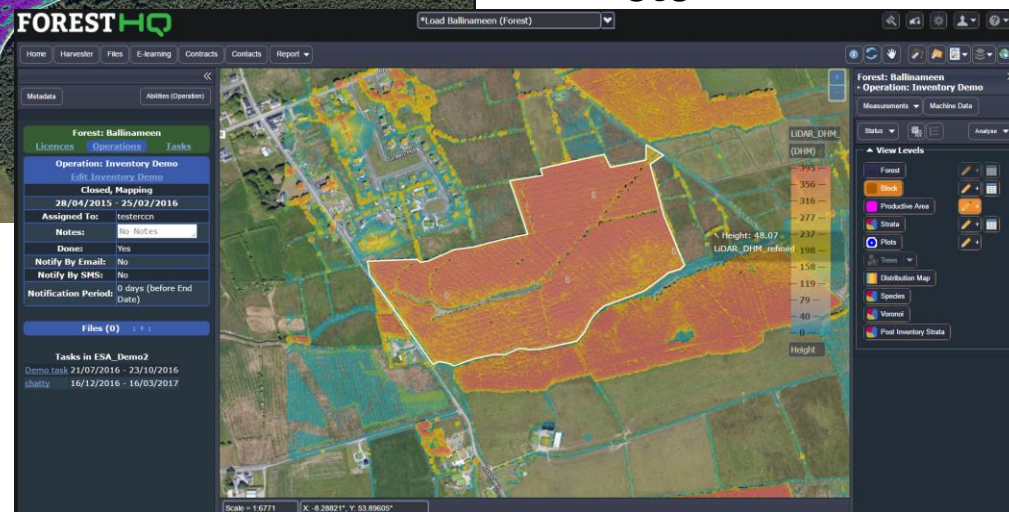 FOREST HQ
*Load Ballinameen (Forest)
Home Harvester Files E-learning Contracts Contacts Report
Metadata Abilities (Operation)
Forest: Ballinameen
Licences Operations Tasks
Operation: Inventory Demo
Edit Inventory Demo
Closed, Mapping
28/04/2015 - 25/02/2016
Assigned To: testerccn
Notes: No Notes
Done: Yes
Notify By Email: No
Notify By SMS: No
Notification Period: 0 days (before End Date)
Files (0)
Tasks in ESA_Demo2
Demo task 21/07/2016 - 23/10/2016
chatty 16/12/2016 - 16/03/2017
LiDAR_DHM_
(DHM)
395
356
316
277
237
198
158
119
79
40
0
Height
Height: 48.07
LiDAR_DHM_refined
Scale = 1:6771 X: -8.28821°, Y: 53.89605°
Forest: Ballinameen
- Operation: Inventory Demo
Measurements Machine Data
Status Analyse
View Levels
Forest
Block
Productive Area
Strata
Plots
Trees
Distribution Map
Species
Voronoi
Post Inventory Strata